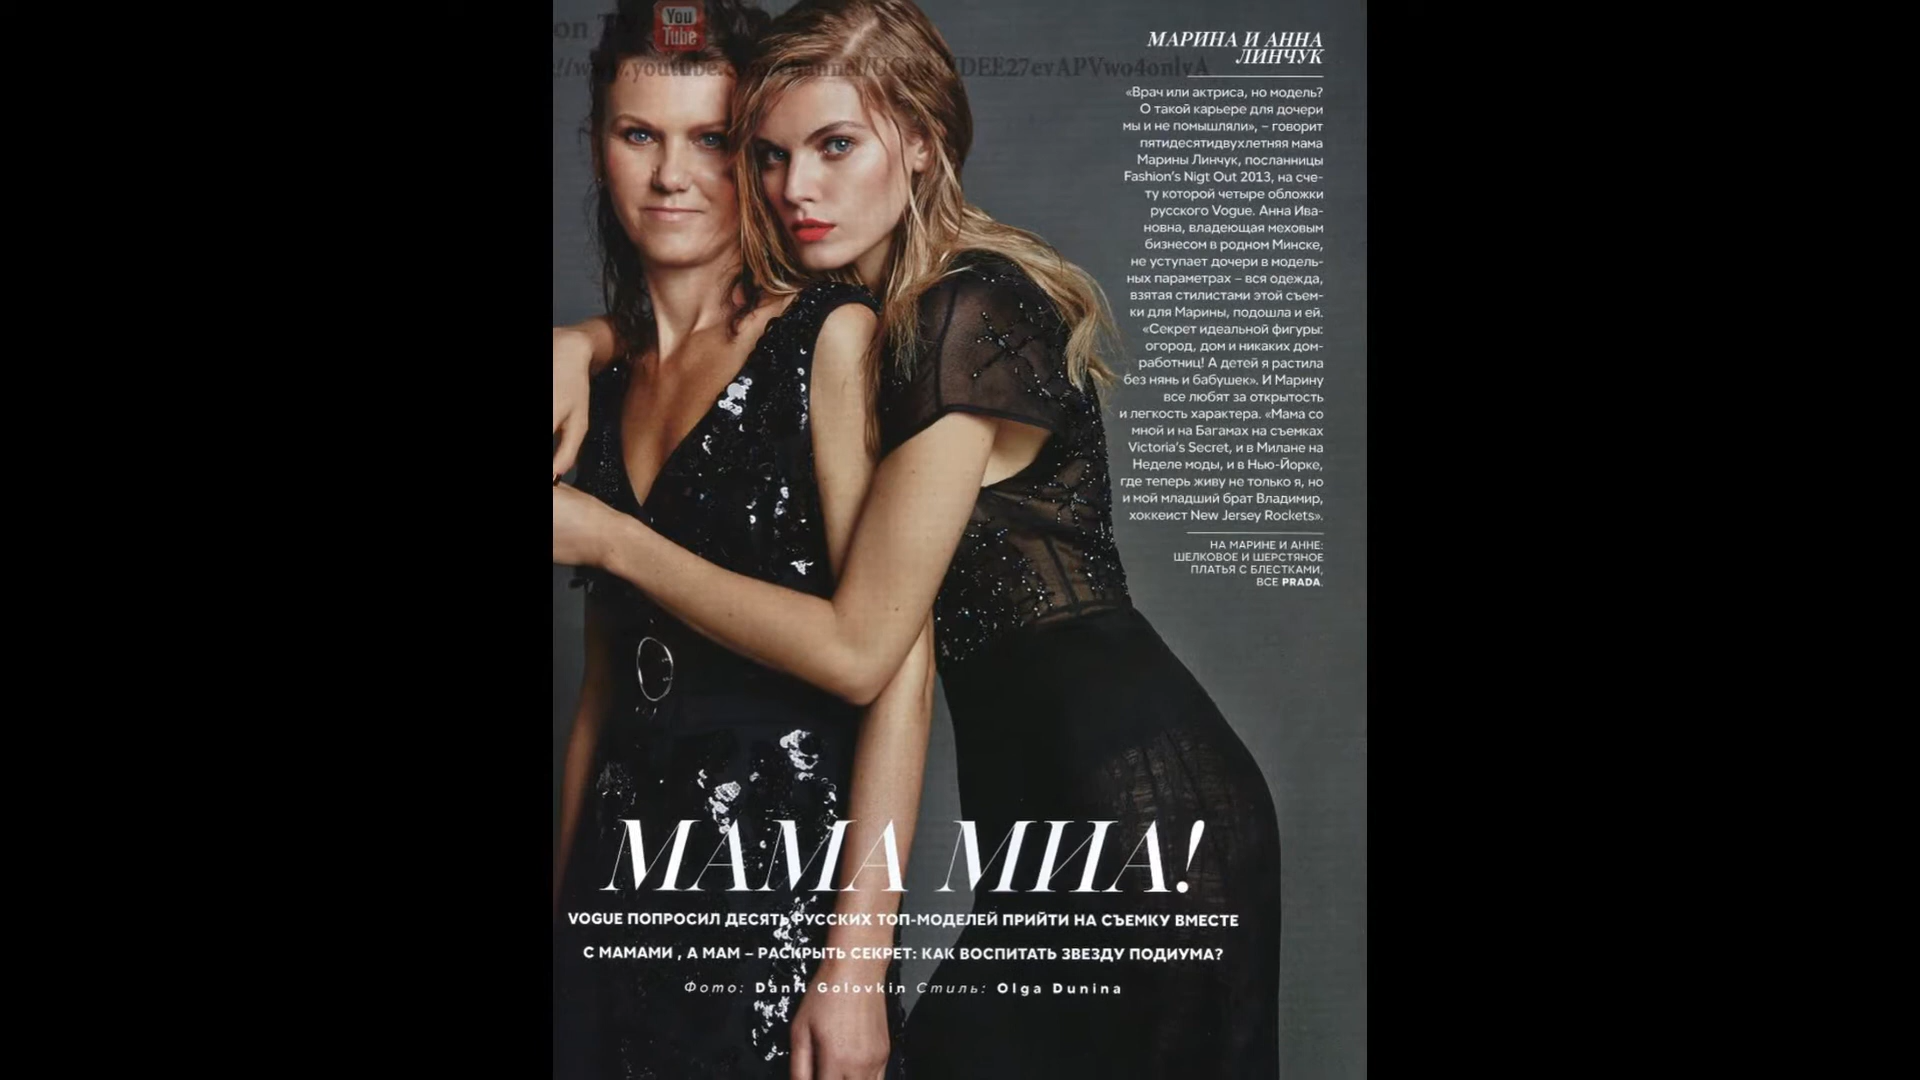 You
Tube
МАРИНА И АННА
ЛИНЧУК
«Врач или актриса, но модель?
О такой карьере для дочери
мы и не помышляли», – говорит
пятидесятидвухлетняя мама
Марины Линчук, посланницы
Fashion’s Nigt Out 2013, на сче-
ту которой четыре обложки
русского Vogue. Анна Ива-
новна, владеющая меховым
бизнесом в родном Минске,
не уступает дочери в модель-
ных параметрах – вся одежда,
взятая стилистами этой съем-
ки для Марины, подошла и ей.
«Секрет идеальной фигуры:
огород, дом и никаких дом-
работниц! А детей я растила
без нянь и бабушек». И Марину
все любят за открытость
и легкость характера. «Мама со
мной и на Багамах на съемках
Victoria’s Secret, и в Милане на
Неделе моды, и в Нью-Йорке,
где теперь живу не только я, но
и мой младший брат Владимир,
хоккеист New Jersey Rockets».
НА МАРИНЕ И АННЕ:
ШЕЛКОВОЕ И ШЕРСТЯНОЕ
ПЛАТЬЯ С БЛЕСТКАМИ,
ВСЕ PRADA.
МАМА МИА!
VOGUE ПОПРОСИЛ ДЕСЯТЬ РУССКИХ ТОП-МОДЕЛЕЙ ПРИЙТИ НА СЪЕМКУ ВМЕСТЕ
С МАМАМИ , А МАМ – РАСКРЫТЬ СЕКРЕТ: КАК ВОСПИТАТЬ ЗВЕЗДУ ПОДИУМА?
Фото: Danil Golovkin Стиль: Olga Dunina